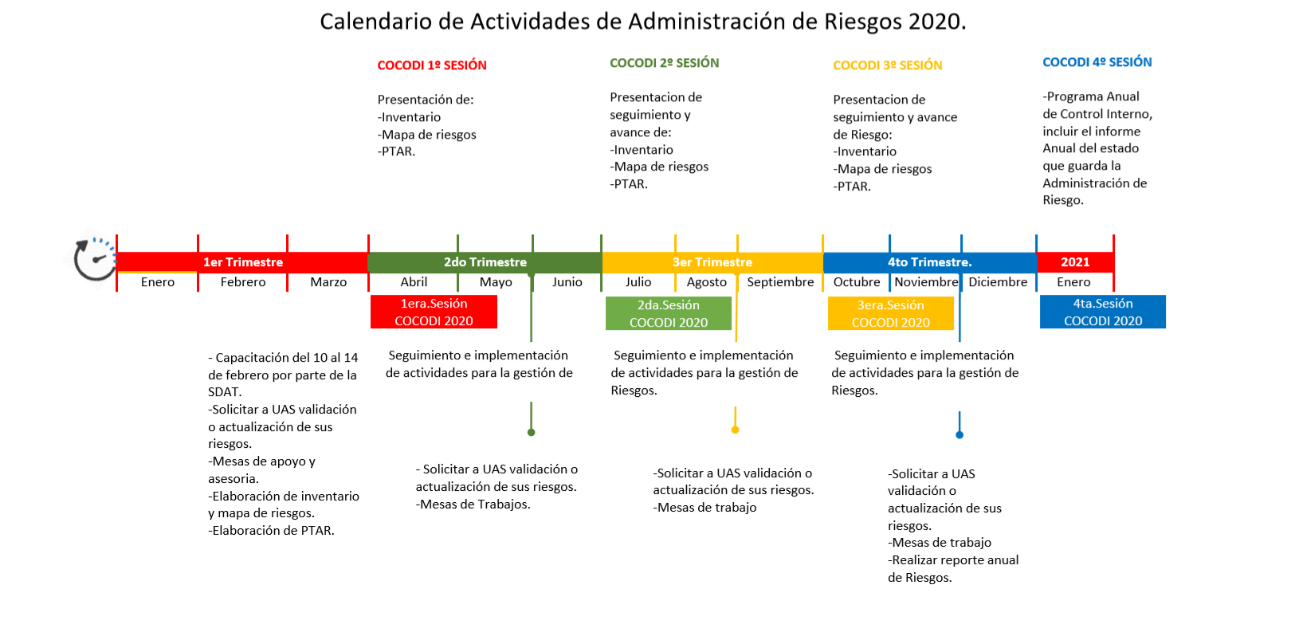 Calendario de Actividades de Administración de Riesgos 2020.
COCODI 1º SESIÓN
Presentación de:
-Inventario
-Mapa de riesgos
-PTAR.
COCODI 2º SESIÓN
Presentacion de
seguimiento y
avance de:
-Inventario
-Mapa de riesgos
-PTAR.
COCODI 3º SESIÓN
Presentacion de
seguimiento y avance
de Riesgo:
-Inventario
-Mapa de riesgos
-PTAR.
COCODI 4º SESIÓN
-Programa Anual
de Control Interno,
incluir el informe
Anual del estado
que guarda la
Administración de
Riesgo.
1er Trimestre
2do Trimestre
3er Trimestre
4to Trimestre.
2021
Enero
Febrero
Marzo
Abril
Mayo
Junio
Julio
Agosto
Septiembre
Octubre
Noviembre
Diciembre
Enero
1era.Sesión
COCODI 2020
2da.Sesión
COCODI 2020
3era.Sesión
COCODI 2020
4ta.Sesión
COCODI 2020
- Capacitación del 10 al 14
de febrero por parte de la
SDAT.
-Solicitar a UAS validación
o actualización de sus
riesgos.
-Mesas de apoyo y
asesoria.
-Elaboración de inventario
y mapa de riesgos.
-Elaboración de PTAR.
Seguimiento e implementación
de actividades para la gestión de
- Solicitar a UAS validación o
actualización de sus riesgos.
-Mesas de Trabajos.
Seguimiento e implementación
de actividades para la gestión de
Riesgos.
-Solicitar a UAS validación o
actualización de sus riesgos.
-Mesas de trabajo
Seguimiento e implementación
de actividades para la gestión de
Riesgos.
-Solicitar a UAS
validación o
actualización de sus
riesgos.
-Mesas de trabajo
-Realizar reporte anual
de Riesgos.